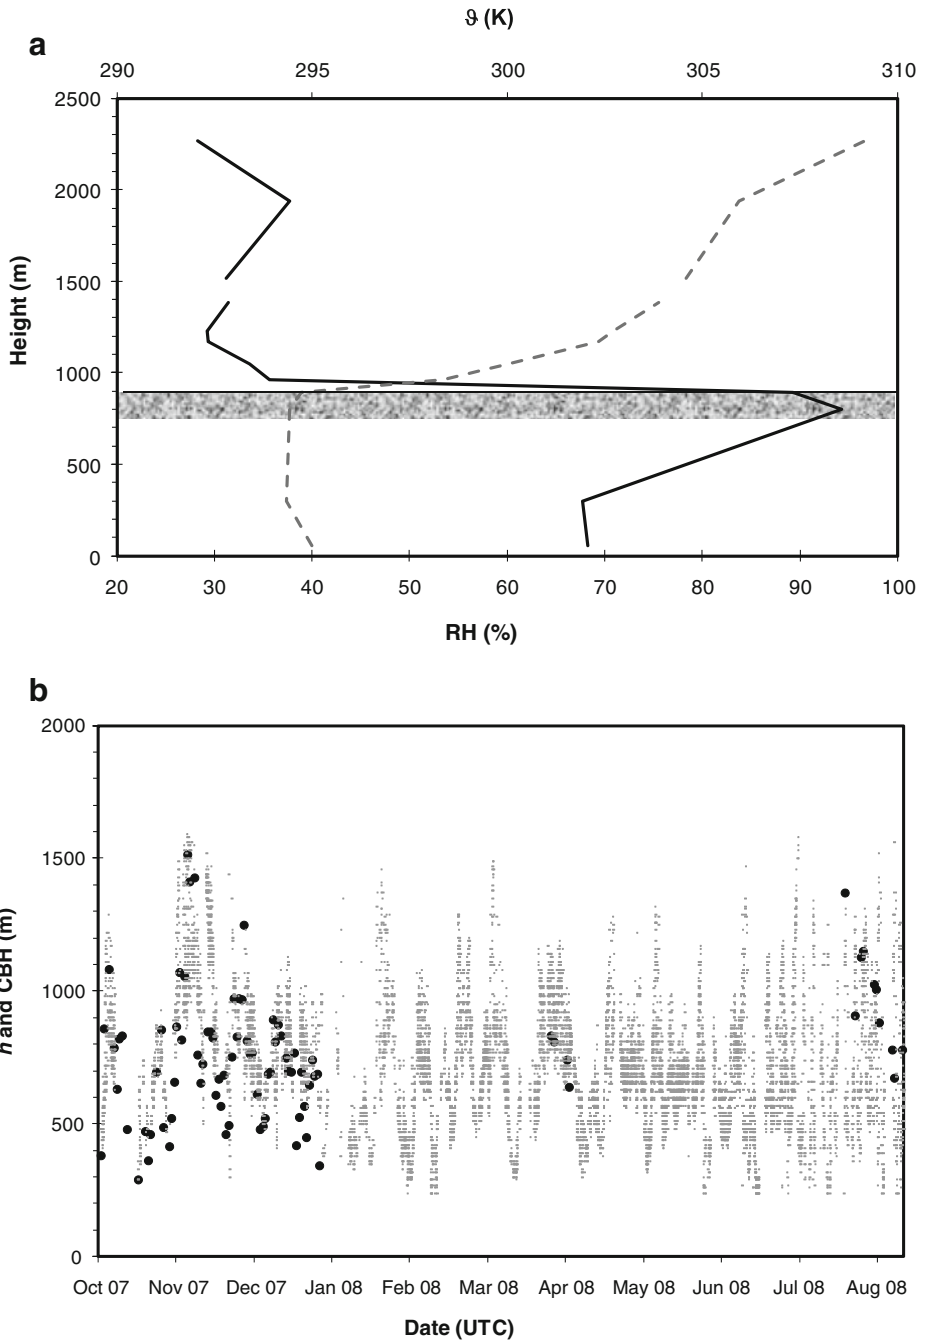 ϑ (K)
a
290 295 300 305 310
2500
2000
1500
1000
500
0
Height (m)
20 30 40 50 60 70 80 90 100
RH (%)
b
2000
1500
1000
500
0
h and CBH (m)
Oct 07 Nov 07 Dec 07 Jan 08 Feb 08 Mar 08 Apr 08 May 08 Jun 08 Jul 08 Aug 08
Date (UTC)